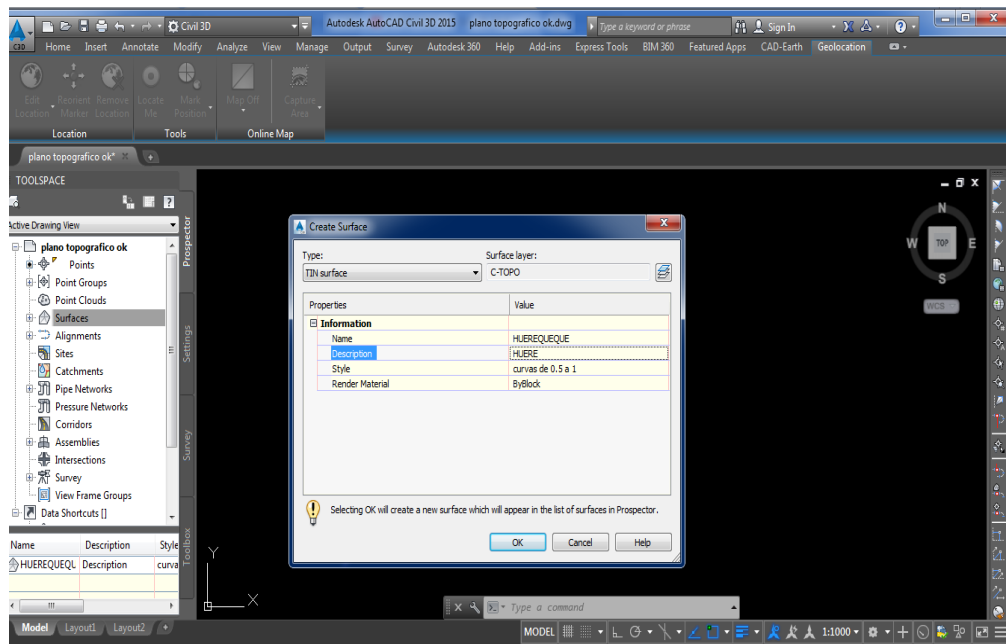 Civil 3D
Autodesk AutoCAD Civil 3D 2015 plano topografico ok.dwg
Type a keyword or phrase
Sign In
C3D
Home Insert Annotate Modify Analyze View Manage Output Survey Autodesk 360 Help Add-ins Express Tools BIM 360 Featured Apps CAD-Earth Geolocation
Edit Location
Reorient Marker
Remove Location
Locate Me
Mark Position
Map Off
Capture Area
Location Tools Online Map
plano topografico ok*
TOOLSPACE
Active Drawing View
plano topografico ok
Points
Point Groups
Point Clouds
Surfaces
Alignments
Sites
Catchments
Pipe Networks
Pressure Networks
Corridors
Assemblies
Intersections
Survey
View Frame Groups
Data Shortcuts []
Prospector
Settings
Survey
Toolbox
Name Description Style
HUEREQUEQL Description curva
Create Surface
Type: Surface layer:
TIN surface C-TOPO
Properties Value
Information
Name HUEREQUEQUE
Description HUERE
Style curvas de 0.5 a 1
Render Material ByBlock
Selecting OK will create a new surface which will appear in the list of surfaces in Prospector.
OK Cancel Help
N
W TOP E
S
WCS
Y
X
Type a command
Model Layout1 Layout2
MODEL 1:1000